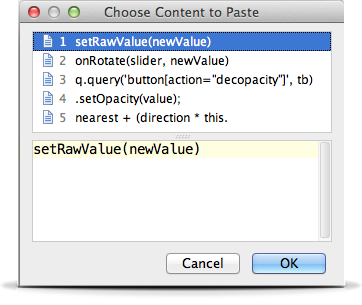 Choose Content to Paste
1 setRawValue(newValue)
2 onRotate(slider, newValue)
3 q.query('button[action="decopacity"]', tb)
4 .setOpacity(value);
5 nearest + (direction * this.
setRawValue(newValue)
Cancel OK